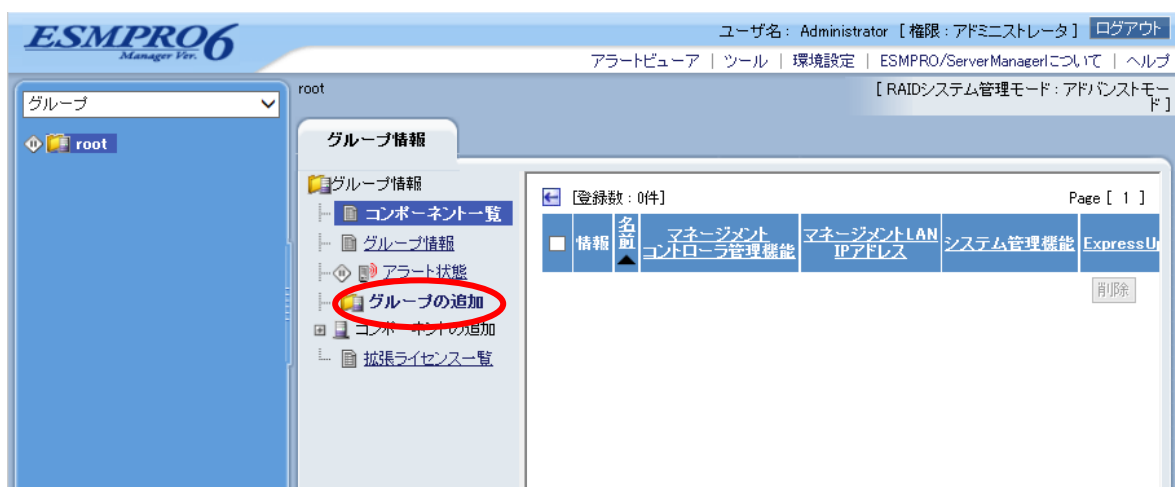 ESMPRO6
Manager Ver.
ユーザ名： Administrator [ 権限：アドミニストレータ ] ログアウト
アラートビューア | ツール | 環境設定 | ESMPRO/ServerManagerについて | ヘルプ
グループ
root
root
[ RAIDシステム管理モード：アドバンストモード ]
グループ情報
グループ情報
コンポーネント一覧
グループ情報
アラート状態
グループの追加
コンポーネントの追加
拡張ライセンス一覧
[登録数：0件]
Page [ 1 ]
情報
名前
マネージメント
コントローラ管理機能
マネージメントLAN
IPアドレス
システム管理機能
ExpressU
削除